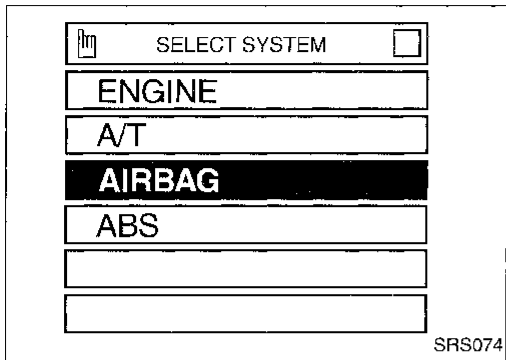 SELECT SYSTEM
ENGINE
A/T
AIRBAG
ABS
SRS074